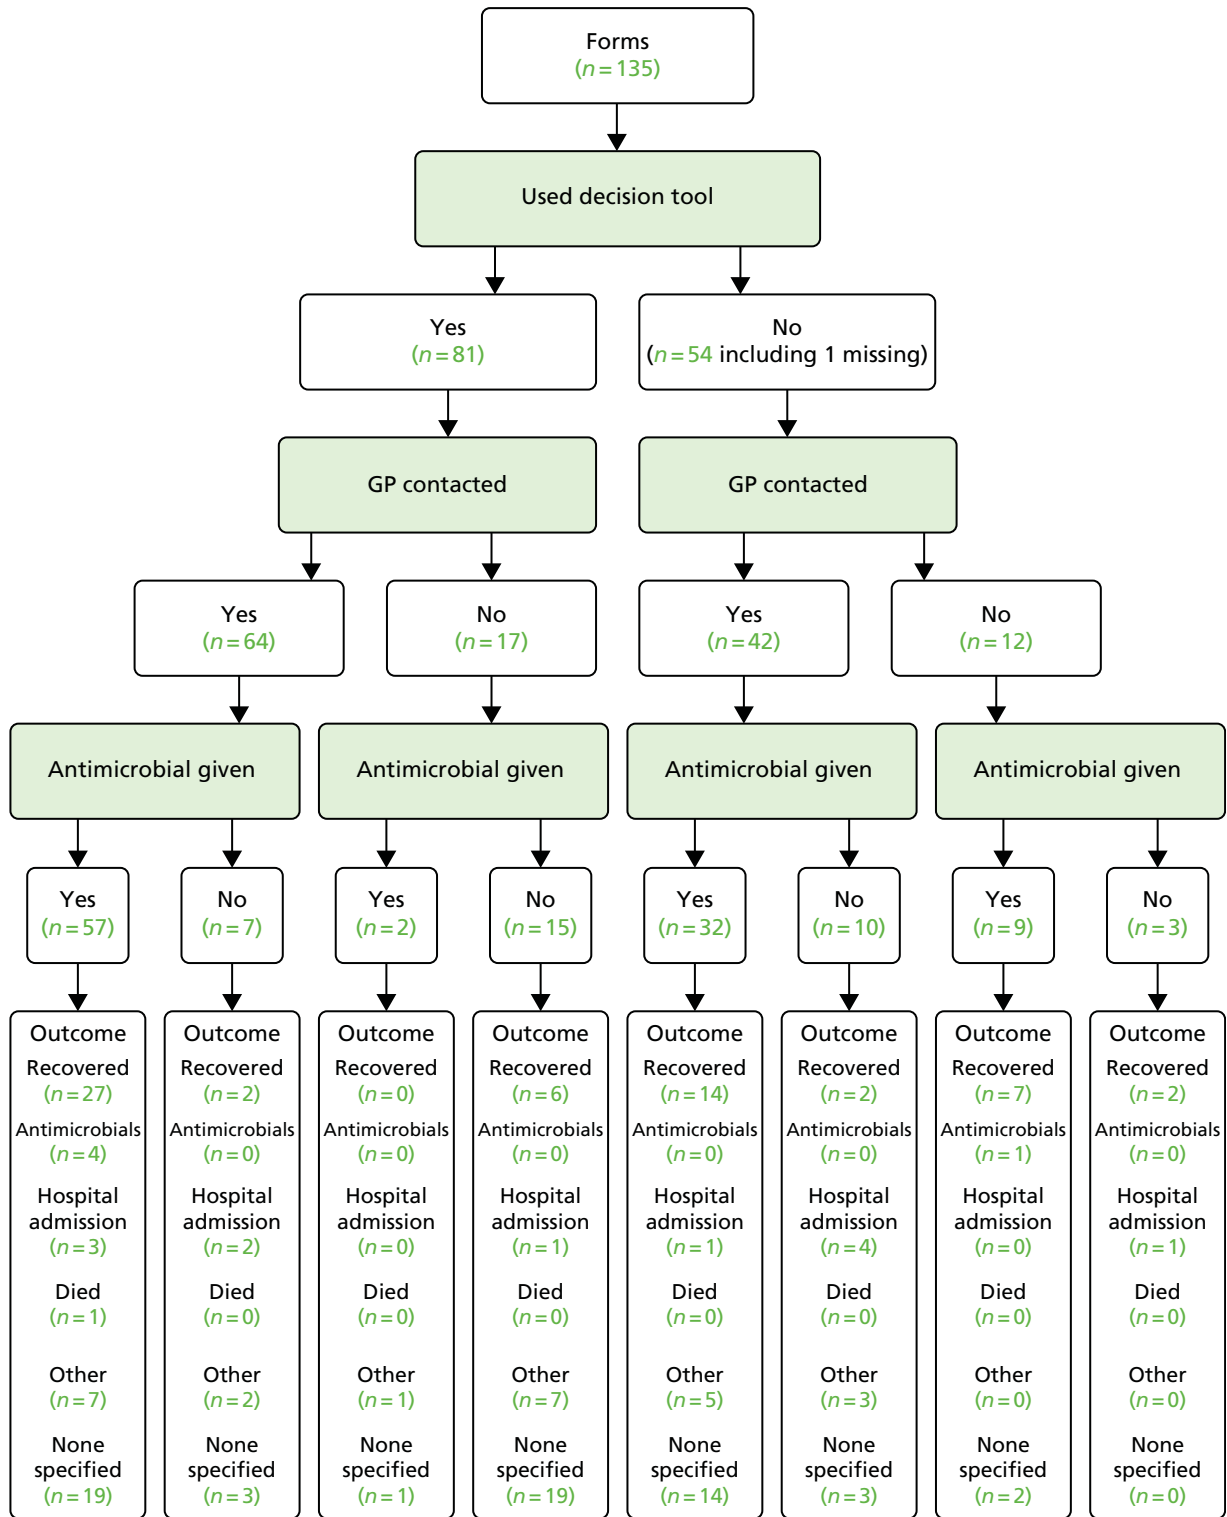 Forms
(n=135)
Used decision tool
Yes
(n=81)
No
(n=54 including 1 missing)
GP contacted
GP contacted
Yes
(n=64)
No
(n=17)
Yes
(n=42)
No
(n=12)
Antimicrobial given
Antimicrobial given
Antimicrobial given
Antimicrobial given
Yes
(n=57)
No
(n=7)
Yes
(n=2)
No
(n=15)
Yes
(n=32)
No
(n=10)
Yes
(n=9)
No
(n=3)
Outcome
Recovered
(n=27)
Antimicrobials
(n=4)
Hospital
admission
(n=3)
Died
(n=1)
Other
(n=7)
None
specified
(n=19)
Outcome
Recovered
(n=2)
Antimicrobials
(n=0)
Hospital
admission
(n=2)
Died
(n=0)
Other
(n=2)
None
specified
(n=3)
Outcome
Recovered
(n=0)
Antimicrobials
(n=0)
Hospital
admission
(n=0)
Died
(n=0)
Other
(n=1)
None
specified
(n=1)
Outcome
Recovered
(n=6)
Antimicrobials
(n=0)
Hospital
admission
(n=1)
Died
(n=0)
Other
(n=7)
None
specified
(n=19)
Outcome
Recovered
(n=14)
Antimicrobials
(n=0)
Hospital
admission
(n=1)
Died
(n=0)
Other
(n=5)
None
specified
(n=14)
Outcome
Recovered
(n=2)
Antimicrobials
(n=0)
Hospital
admission
(n=4)
Died
(n=0)
Other
(n=3)
None
specified
(n=3)
Outcome
Recovered
(n=7)
Antimicrobials
(n=1)
Hospital
admission
(n=0)
Died
(n=0)
Other
(n=0)
None
specified
(n=2)
Outcome
Recovered
(n=2)
Antimicrobials
(n=0)
Hospital
admission
(n=1)
Died
(n=0)
Other
(n=0)
None
specified
(n=0)